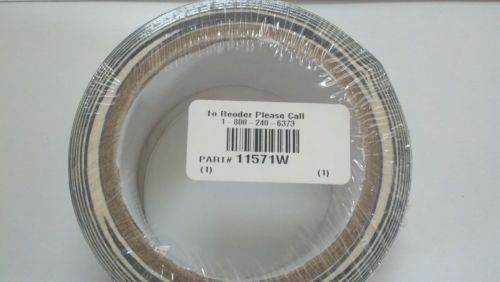 To Reoder Please Call
1-800-240-6373
PART# 11571W
(1) (1)